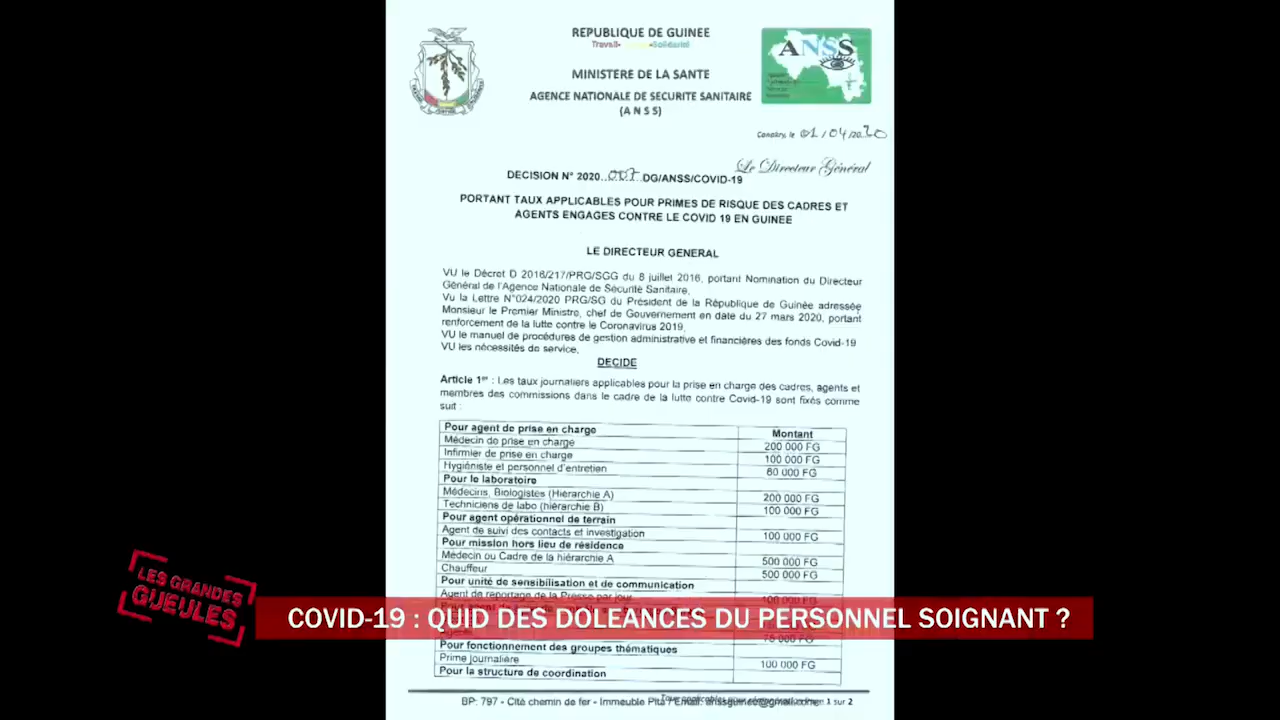 REPUBLIQUE DE GUINEE
Travail- -Solidarité
ANSS
MINISTERE DE LA SANTE
AGENCE NATIONALE DE SECURITE SANITAIRE
(A N S S)
Conakry, le 01/04/2020
Le Directeur Général
DECISION N° 2020..007.DG/ANSS/COVID-19
PORTANT TAUX APPLICABLES POUR PRIMES DE RISQUE DES CADRES ET
AGENTS ENGAGES CONTRE LE COVID 19 EN GUINEE
LE DIRECTEUR GENERAL
VU le Décret D 2016/217/PRG/SGG du 8 juillet 2016, portant Nomination du Directeur
Général de l'Agence Nationale de Sécurité Sanitaire,
Vu la Lettre N°024/2020 PRG/SG du Président de la République de Guinée adressée
Monsieur le Premier Ministre, chef de Gouvernement en date du 27 mars 2020, portant
renforcement de la lutte contre le Coronavirus 2019,
VU le manuel de procédures de gestion administrative et financières des fonds Covid-19
VU les nécessités de service,
DECIDE
Article 1er : Les taux journaliers applicables pour la prise en charge des cadres, agents et
membres des commissions dans le cadre de la lutte contre Covid-19 sont fixés comme
suit :
Pour agent de prise en charge Montant
Médecin de prise en charge 200 000 FG
Infirmier de prise en charge 100 000 FG
Hygiéniste et personnel d'entretien 80 000 FG
Pour le laboratoire
Médecins, Biologistes (Hiérarchie A) 200 000 FG
Techniciens de labo (hiérarchie B) 100 000 FG
Pour agent opérationnel de terrain
Agent de suivi des contacts et investigation 100 000 FG
Pour mission hors lieu de résidence
Médecin ou Cadre de la hiérarchie A 500 000 FG
Chauffeur 500 000 FG
Pour unité de sensibilisation et de communication
Agent de reportage de la Presse par jour 100 000 FG
LES GRANDES
GUEULES
COVID-19 : QUID DES DOLEANCES DU PERSONNEL SOIGNANT ?
75 000 FG
Pour fonctionnement des groupes thématiques
Prime journalière 100 000 FG
Pour la structure de coordination
BP: 797 - Cité chemin de fer - Immeuble Pita / Email: anssguinee@gmail.com
Page 1 sur 2